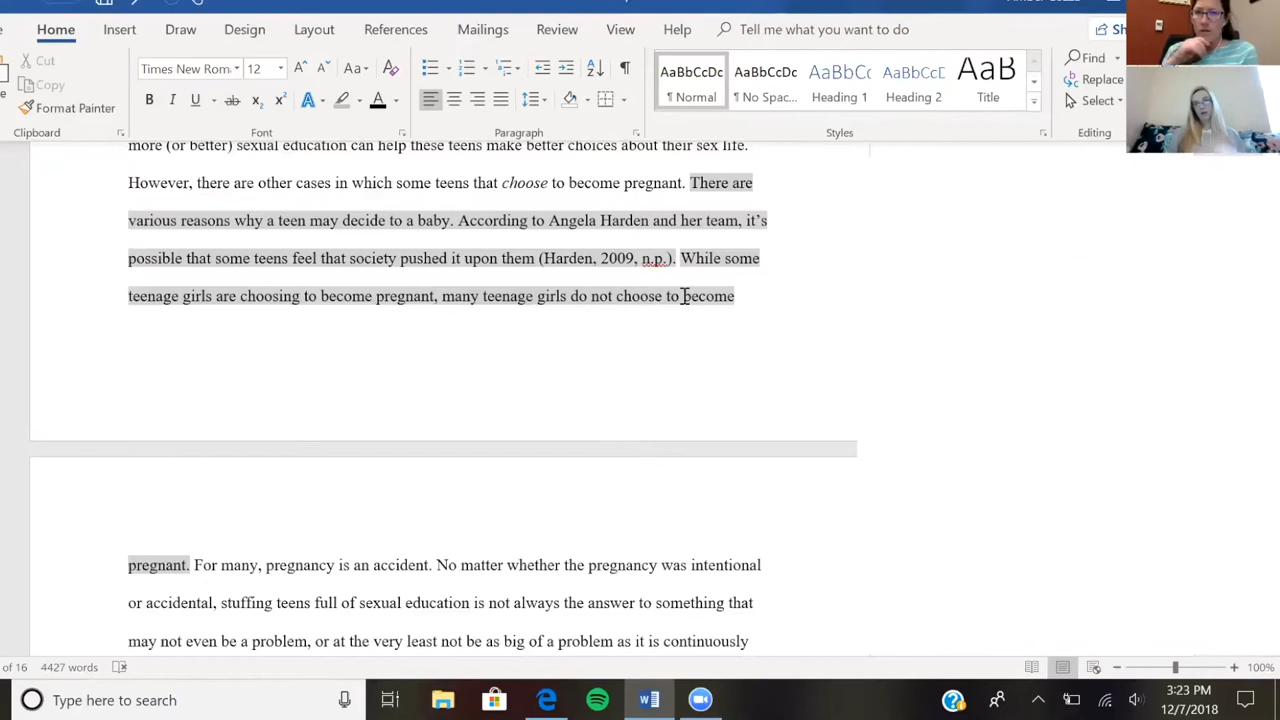 Home Insert Draw Design Layout References Mailings Review View Help Tell me what you want to do
Cut
Copy
Format Painter
Clipboard
Times New Rom 12 Aa
B I U ab x₂ x² A A
Font
Paragraph
AaBbCcDc AaBbCcDc AaBbCc AaBbCcD AaB
¶ Normal ¶ No Spac... Heading 1 Heading 2 Title
Styles
Find
Replace
Select
Editing
more (or better) sexual education can help these teens make better choices about their sex life.
However, there are other cases in which some teens that choose to become pregnant. There are
various reasons why a teen may decide to a baby. According to Angela Harden and her team, it’s
possible that some teens feel that society pushed it upon them (Harden, 2009, n.p.). While some
teenage girls are choosing to become pregnant, many teenage girls do not choose to become
pregnant. For many, pregnancy is an accident. No matter whether the pregnancy was intentional
or accidental, stuffing teens full of sexual education is not always the answer to something that
may not even be a problem, or at the very least not be as big of a problem as it is continuously
of 16 4427 words 100%
Type here to search
3:23 PM
12/7/2018